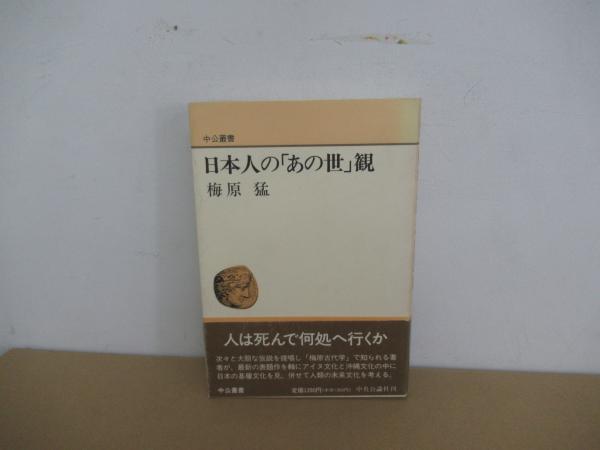 中公叢書
日本人の「あの世」観
梅原 猛
人は死んで何処へ行くか
次々と大胆な仮説を提唱し「梅原古代学」で知られる著
者が、最新の表題作を軸にアイヌ文化と沖縄文化の中に
日本の基層文化を見、併せて人類の未来文化を考える。
中公叢書
中央公論社刊